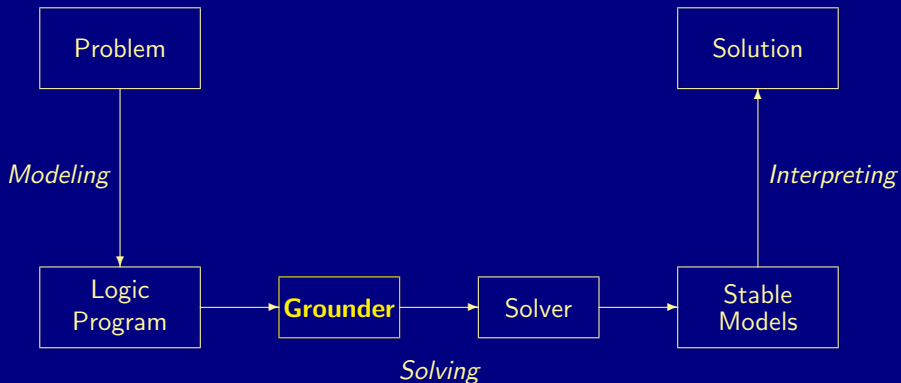 Problem
Solution
Modeling
Interpreting
Logic
Program
Grounder
Solver
Stable
Models
Solving